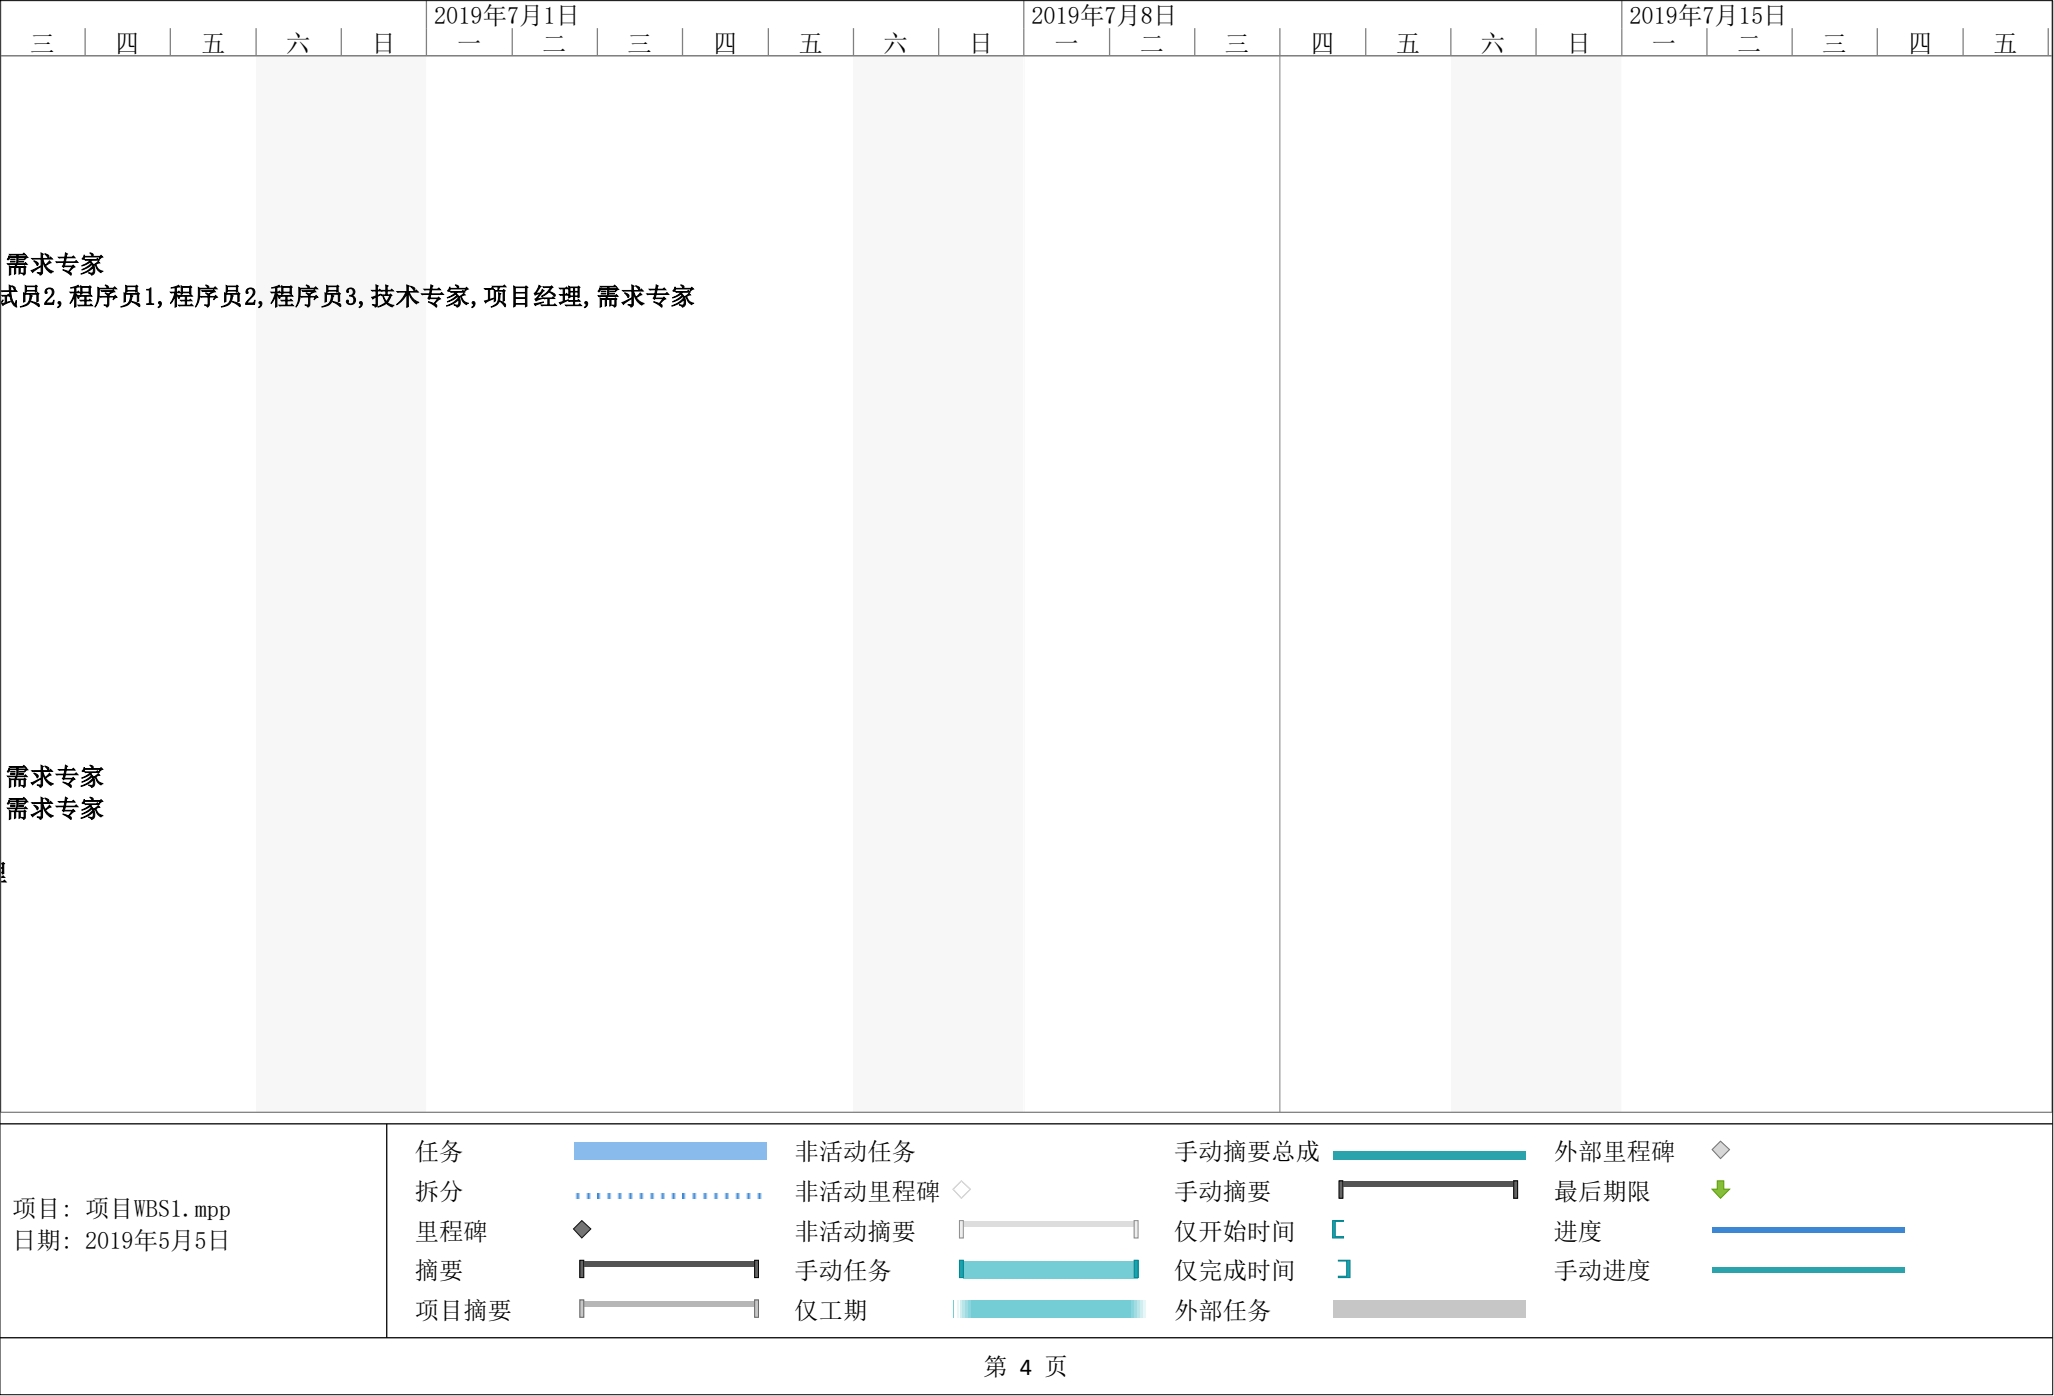 2019年7月1日 2019年7月8日 2019年7月15日
三 四 五 六 日 一 二 三 四 五 六 日 一 二 三 四 五 六 日 一 二 三 四 五
需求专家
试员2,程序员1,程序员2,程序员3,技术专家,项目经理,需求专家
需求专家
需求专家
项目: 项目WBS1.mpp
日期: 2019年5月5日
任务 非活动任务 手动摘要总成 外部里程碑
拆分 非活动里程碑 手动摘要 最后期限
里程碑 非活动摘要 仅开始时间 进度
摘要 手动任务 仅完成时间 手动进度
项目摘要 仅工期 外部任务
第 4 页